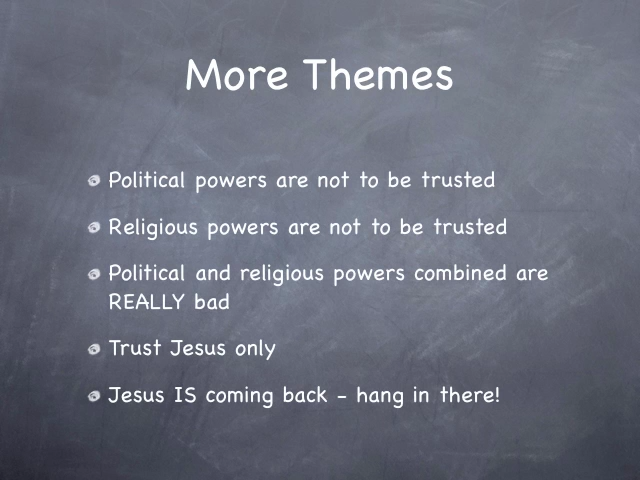 More Themes
Political powers are not to be trusted
Religious powers are not to be trusted
Political and religious powers combined are
REALLY bad
Trust Jesus only
Jesus IS coming back - hang in there!